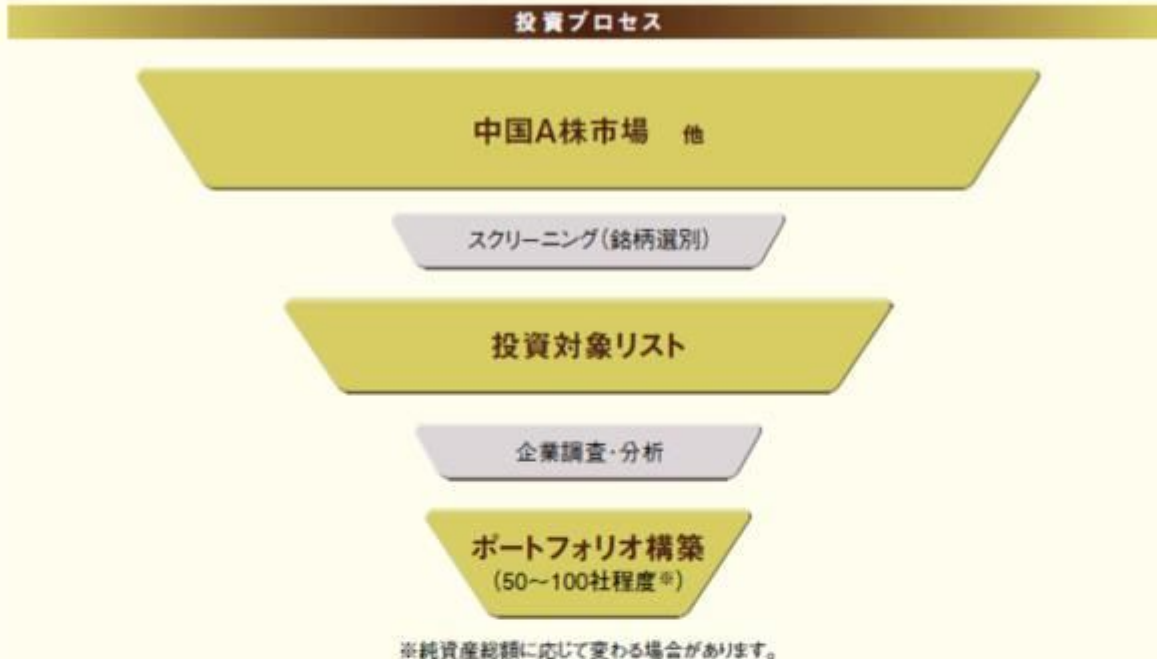 投資プロセス
中国A株市場 他
スクリーニング(銘柄選別)
投資対象リスト
企業調査・分析
ポートフォリオ構築
(50～100社程度※)
※純資産総額に応じて変わる場合があります。